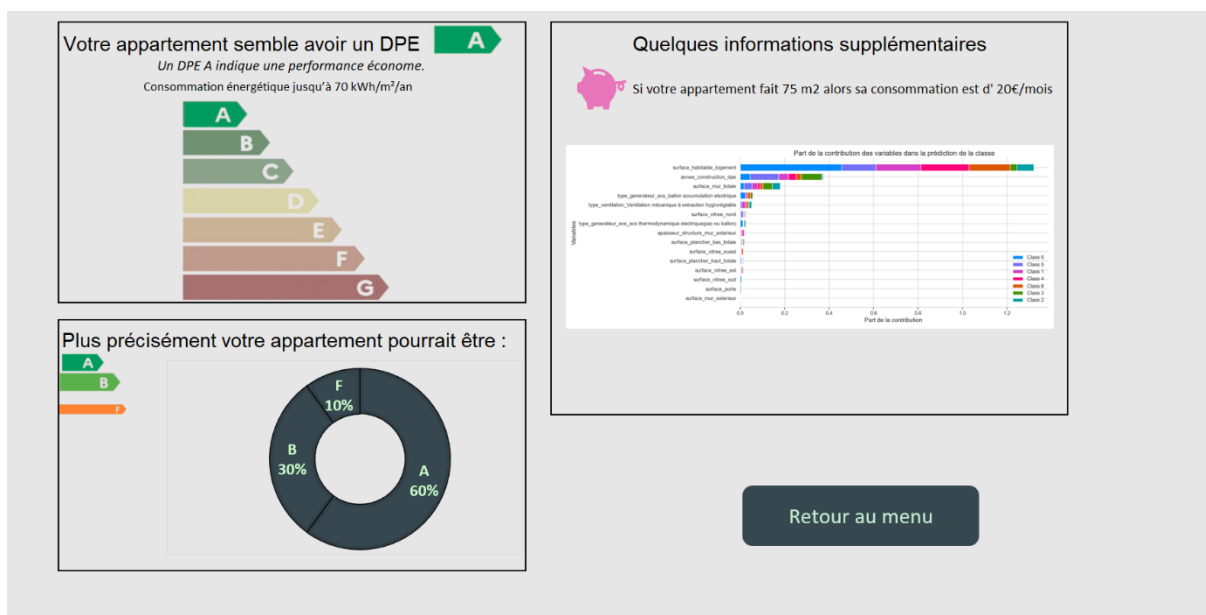 Votre appartement semble avoir un DPE A
Un DPE A indique une performance économe.
Consommation énergétique jusqu'à 70 kWh/m²/an
A
B
C
D
E
F
G
Plus précisément votre appartement pourrait être :
A
B
F
F
10%
B
30%
A
60%
Quelques informations supplémentaires
Si votre appartement fait 75 m2 alors sa consommation est d' 20€/mois
Part de la contribution des variables dans la prédiction de la classe
surface_habitable_logement
annee_construction_dpe
surface_mur_totale
type_generateur_ecs_ballon accumulation electrique
type_ventilation_Ventilation mécanique à extraction hygroréglable
surface_vitree_nord
type_generateur_ecs_ecs thermodynamique electrique(pac ou ballon)
epaisseur_structure_mur_exterieur
surface_plancher_bas_totale
surface_vitree_ouest
surface_plancher_haut_totale
surface_vitree_est
surface_vitree_sud
surface_porte
surface_mur_exterieur
Variables
Class 0
Class 5
Class 1
Class 4
Class 6
Class 3
Class 2
0.0 0.2 0.4 0.6 0.8 1.0 1.2
Part de la contribution
Retour au menu